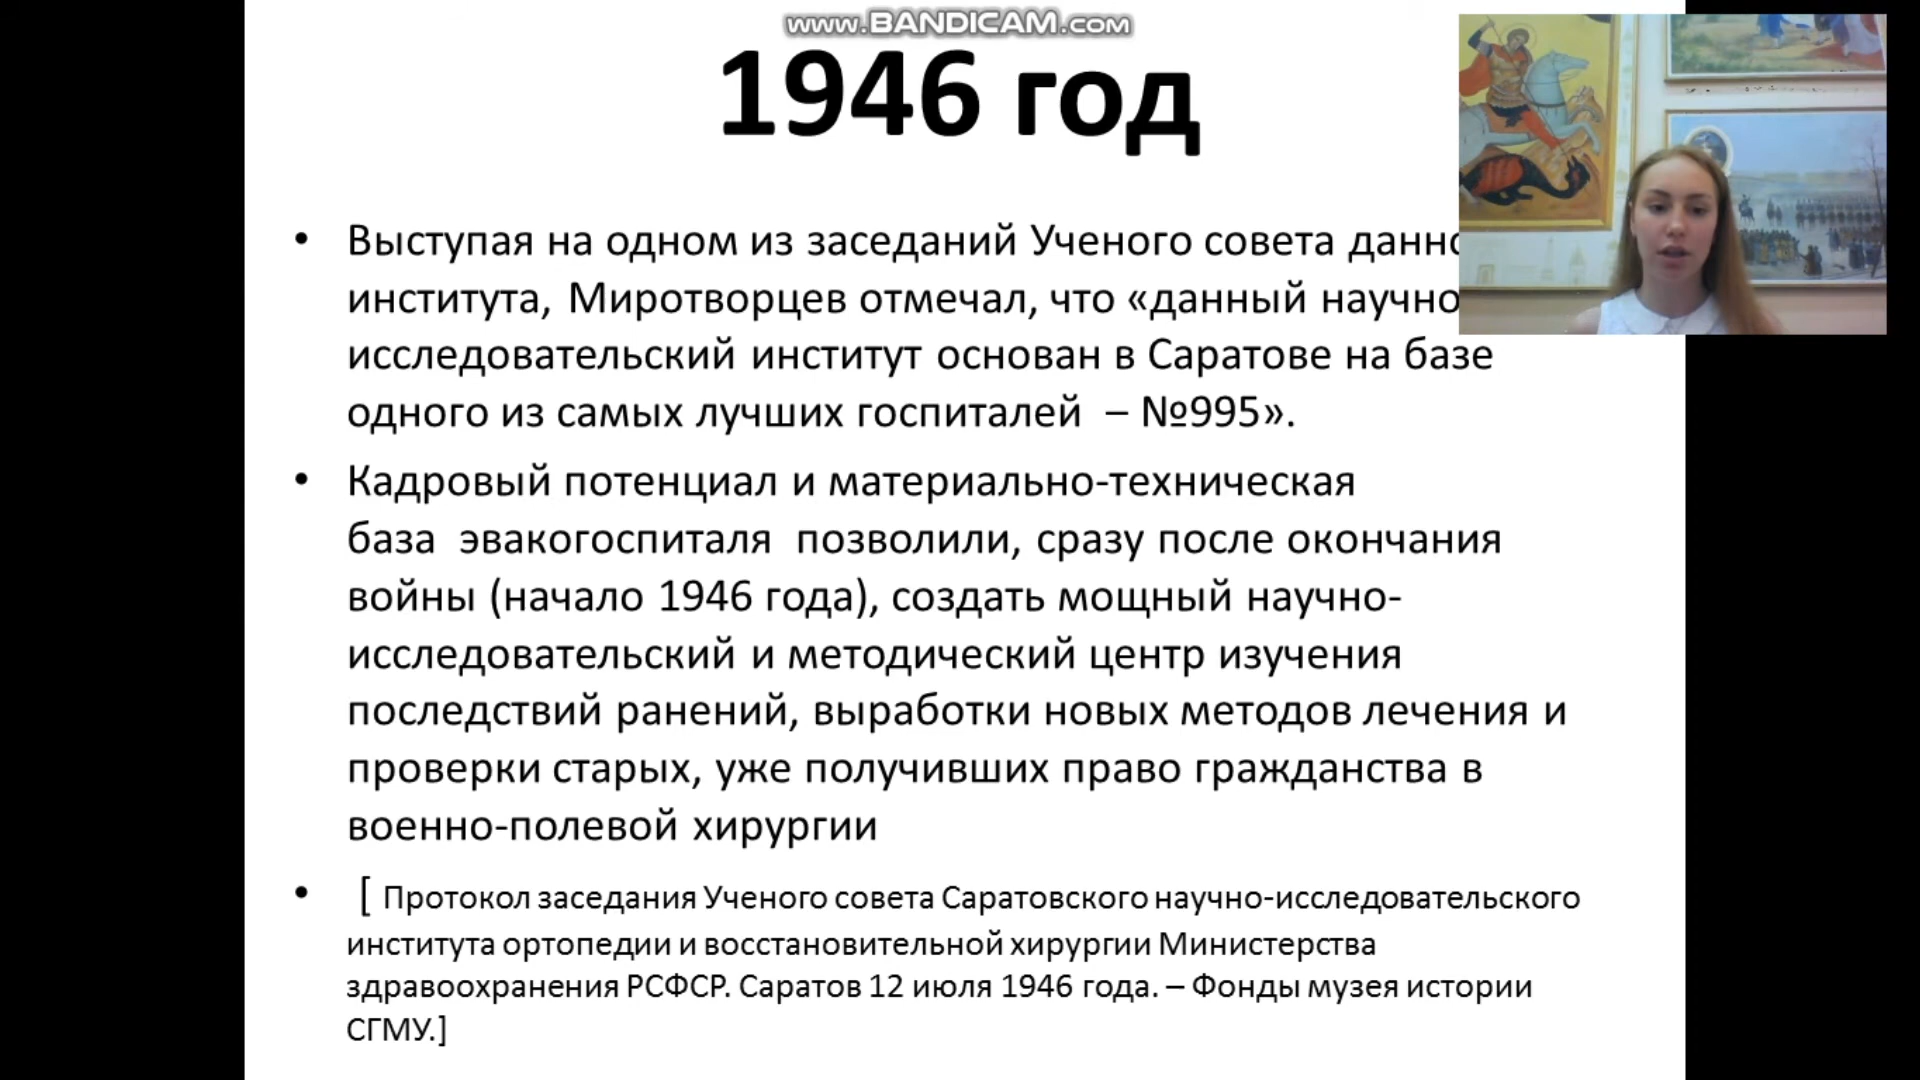 www.BANDICAM.com
1946 год
• Выступая на одном из заседаний Ученого совета
института, Миротворцев отмечал, что «данный научно
исследовательский институт основан в Саратове на базе
одного из самых лучших госпиталей – №995».
• Кадровый потенциал и материально-техническая
база эвакогоспиталя позволили, сразу после окончания
войны (начало 1946 года), создать мощный научно-
исследовательский и методический центр изучения
последствий ранений, выработки новых методов лечения и
проверки старых, уже получивших право гражданства в
военно-полевой хирургии
• [ Протокол заседания Ученого совета Саратовского научно-исследовательского
института ортопедии и восстановительной хирургии Министерства
здравоохранения РСФСР. Саратов 12 июля 1946 года. – Фонды музея истории
СГМУ.]